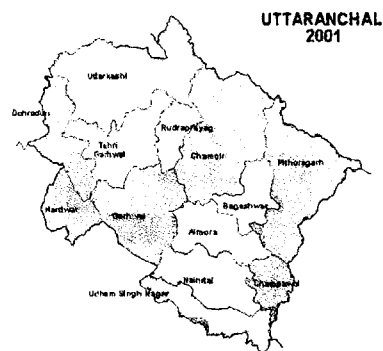 UTTARANCHAL
2001
Uttarkashi
Dehradun
Rudraprayag
Tehri
Garhwal
Chamoli
Pithoragarh
Hardwar
Garhwal
Bageshwar
Almora
Nainital
Champawat
Udham Singh Nagar